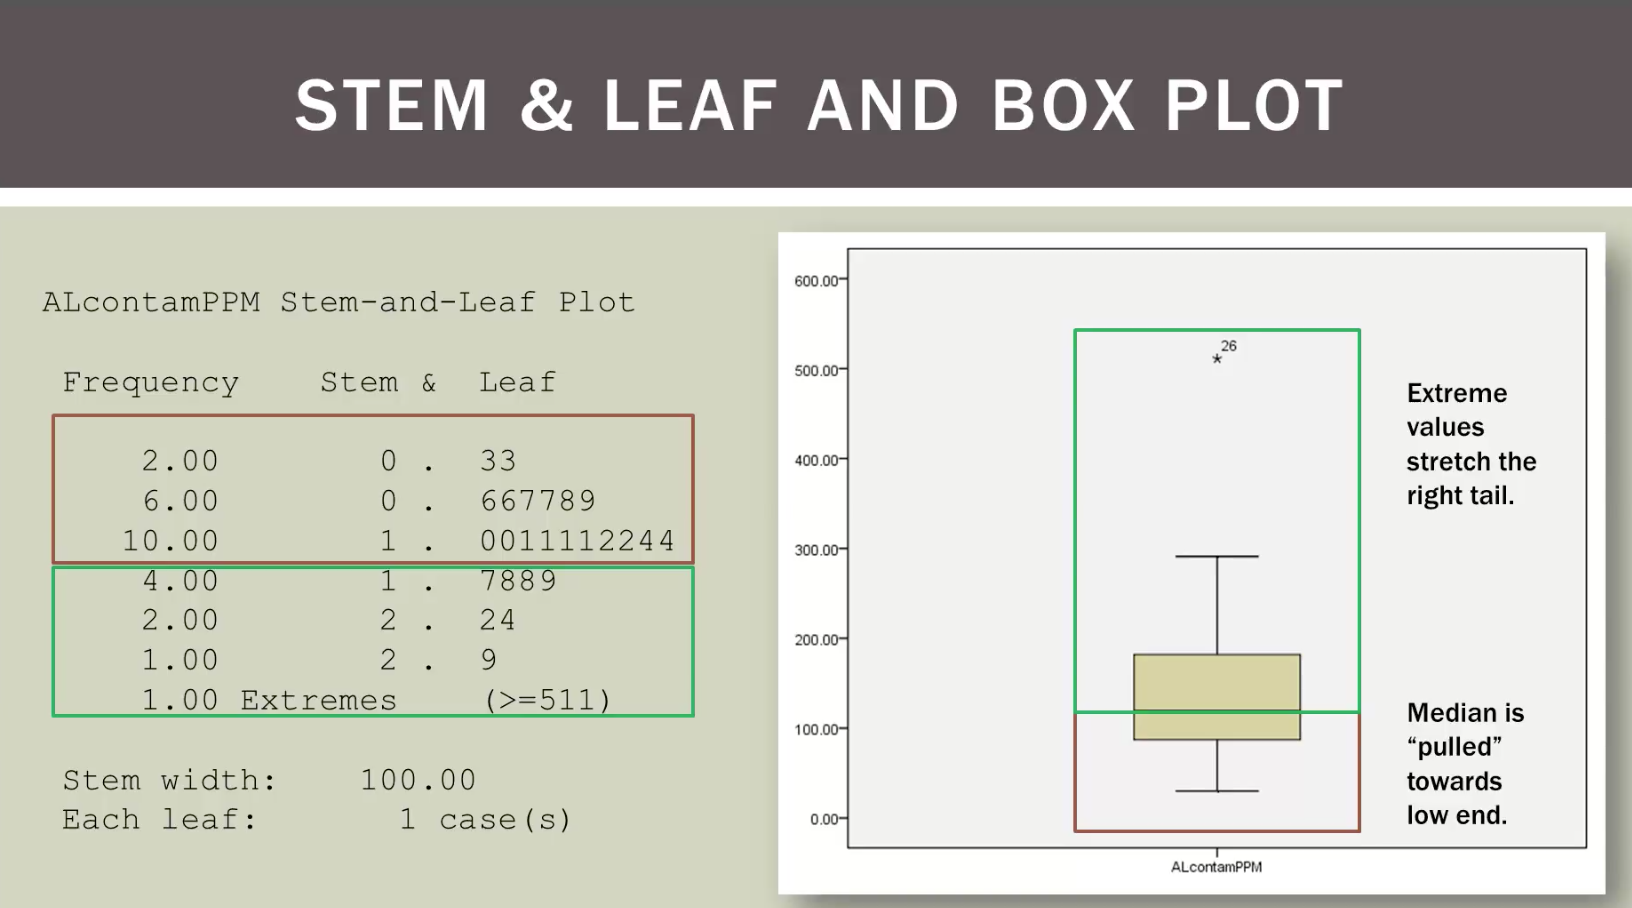 STEM & LEAF AND BOX PLOT
ALcontamPPM Stem-and-Leaf Plot
Frequency Stem & Leaf
2.00 0 . 33
6.00 0 . 667789
10.00 1 . 0011112244
4.00 1 . 7889
2.00 2 . 24
1.00 2 . 9
1.00 Extremes (>=511)
Stem width: 100.00
Each leaf: 1 case(s)
600.00
500.00
400.00
300.00
200.00
100.00
0.00
26
*
ALcontamPPM
Extreme
values
stretch the
right tail.
Median is
“pulled”
towards
low end.